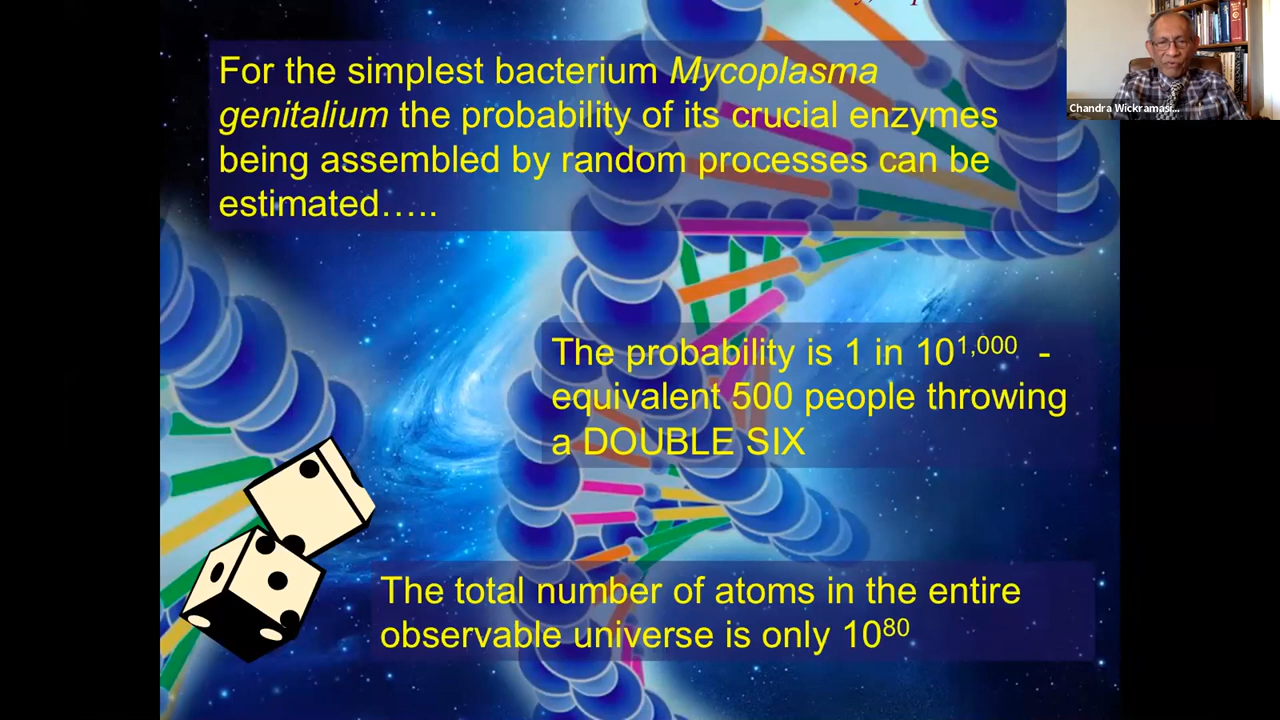 For the simplest bacterium Mycoplasma
genitalium the probability of its crucial enzymes
being assembled by random processes can be
estimated.....
The probability is 1 in 10^1,000 -
equivalent 500 people throwing
a DOUBLE SIX
The total number of atoms in the entire
observable universe is only 10^80
Chandra Wickramasi...